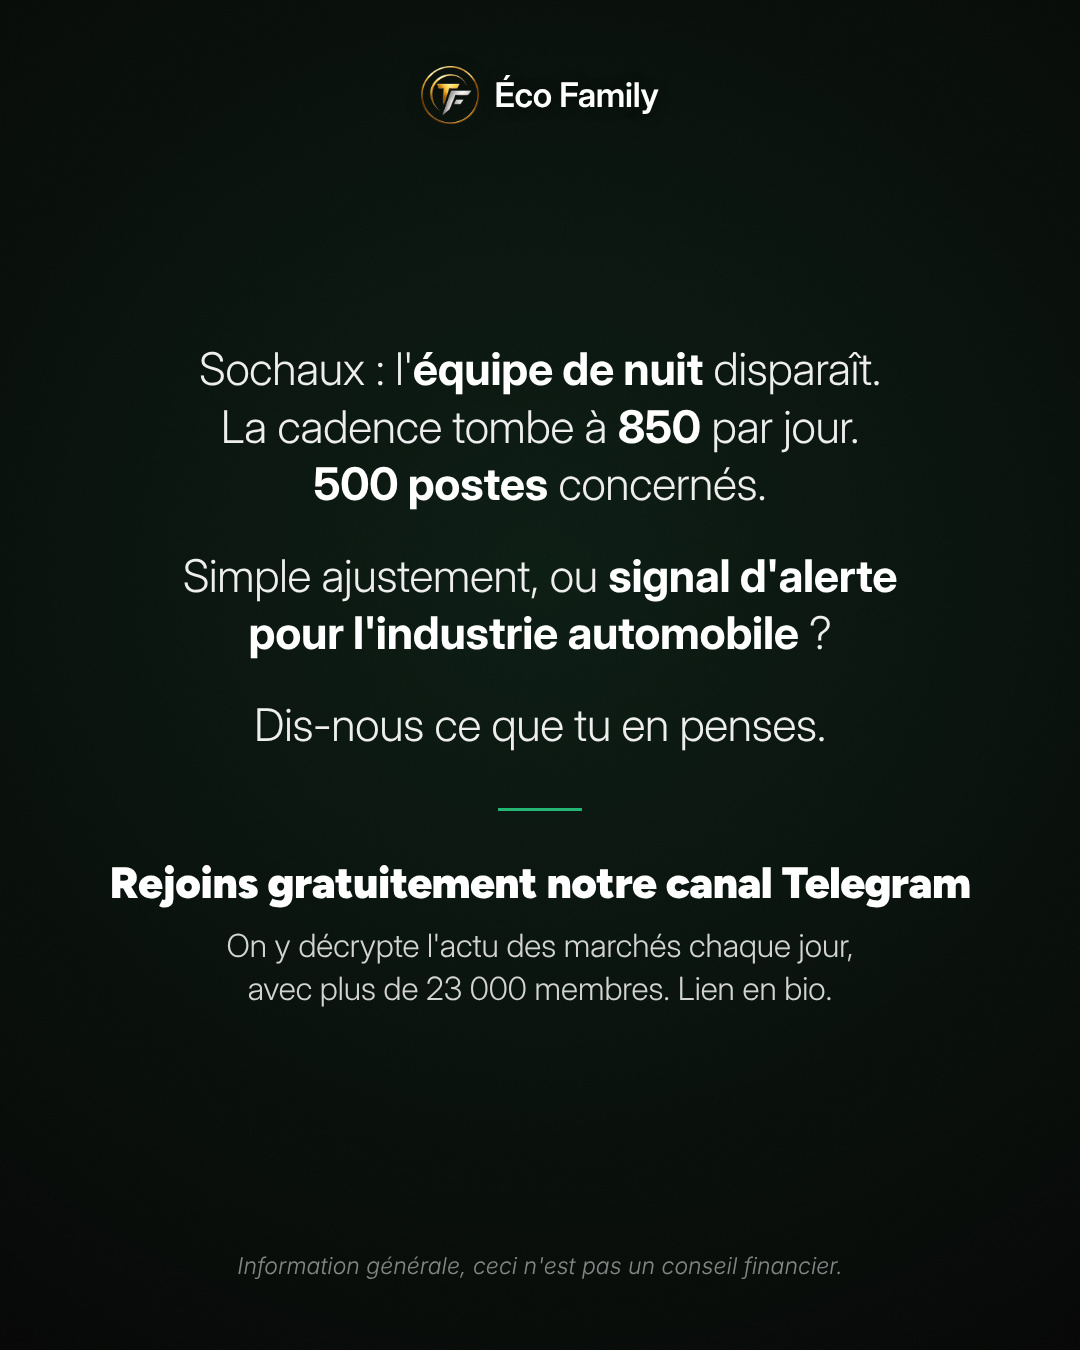 TF Éco Family
Sochaux : l'équipe de nuit disparaît.
La cadence tombe à 850 par jour.
500 postes concernés.
Simple ajustement, ou signal d'alerte
pour l'industrie automobile ?
Dis-nous ce que tu en penses.
Rejoins gratuitement notre canal Telegram
On y décrypte l'actu des marchés chaque jour,
avec plus de 23 000 membres. Lien en bio.
Information générale, ceci n'est pas un conseil financier.